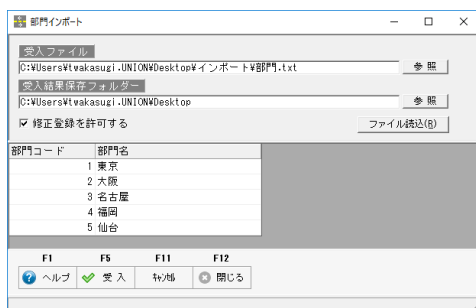 部門インポート
受入ファイル
C:¥Users¥twakasugi.UNION¥Desktop¥インポート¥部門.txt 参照
受入結果保存フォルダー
C:¥Users¥twakasugi.UNION¥Desktop 参照
修正登録を許可する ファイル読込(R)
部門コード 部門名
1 東京
2 大阪
3 名古屋
4 福岡
5 仙台
F1 F5 F11 F12
ヘルプ 受入 ｷｬﾝｾﾙ 閉じる